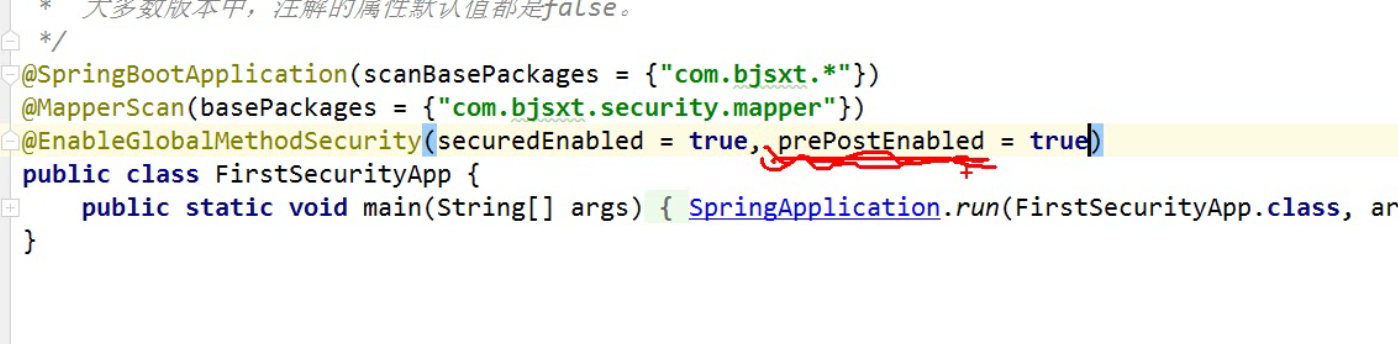 * 大多数版本中，注解的属性默认值都是false。
*/
@SpringBootApplication(scanBasePackages = {"com.bjsxt.*"})
@MapperScan(basePackages = {"com.bjsxt.security.mapper"})
@EnableGlobalMethodSecurity(securedEnabled = true, prePostEnabled = true)
public class FirstSecurityApp {
public static void main(String[] args) { SpringApplication.run(FirstSecurityApp.class, ar
}